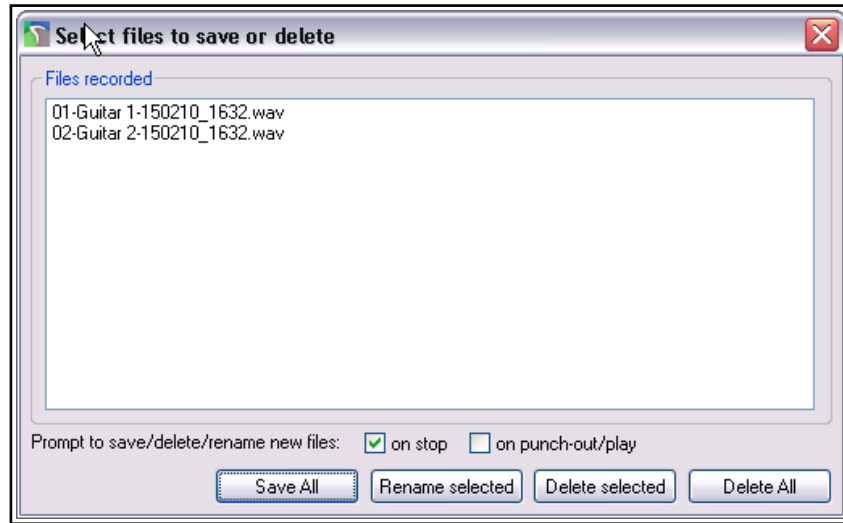 Select files to save or delete
Files recorded
01-Guitar 1-150210_1632.wav
02-Guitar 2-150210_1632.wav
Prompt to save/delete/rename new files: on stop on punch-out/play
Save All Rename selected Delete selected Delete All